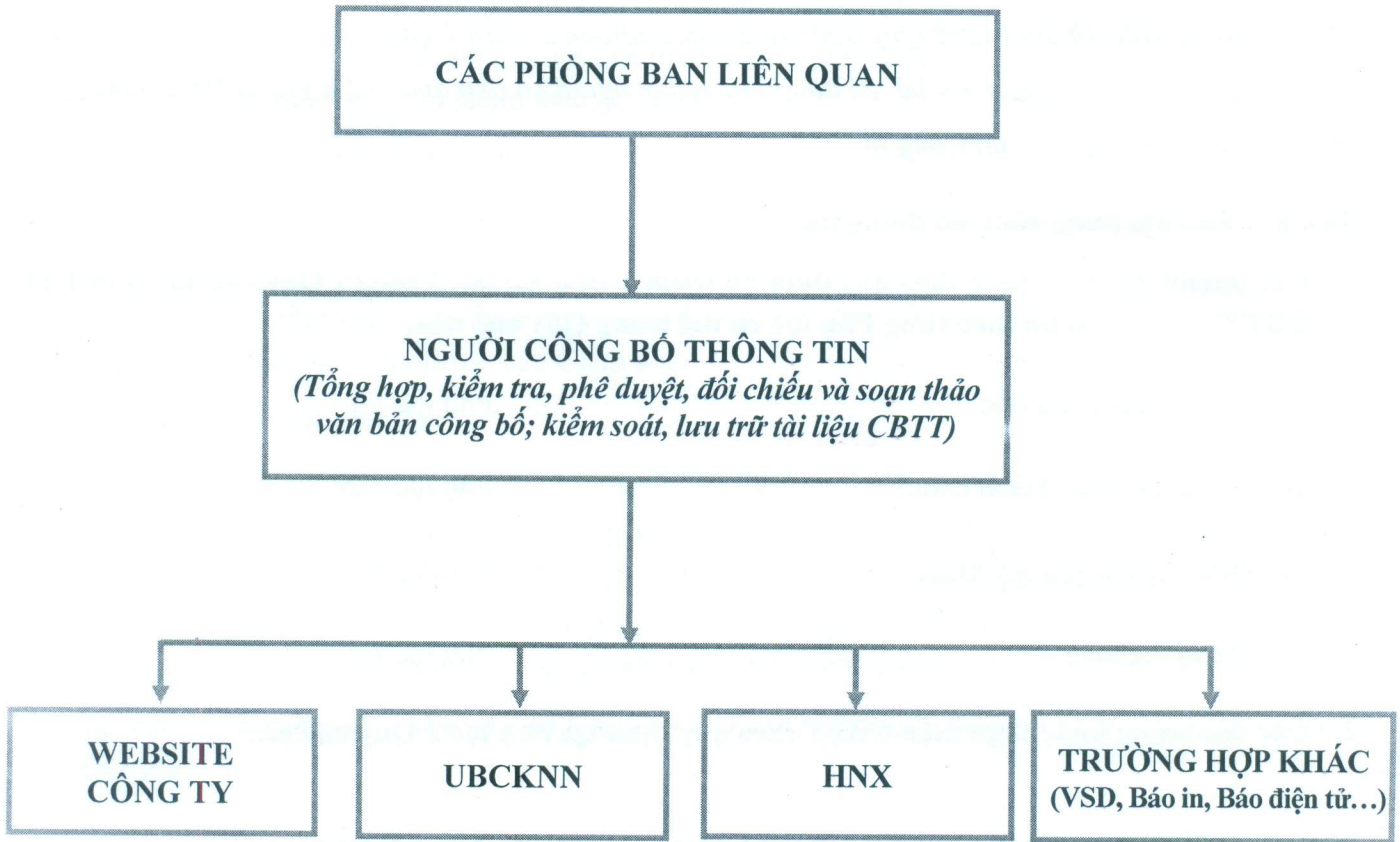 CÁC PHÒNG BAN LIÊN QUAN
NGƯỜI CÔNG BỐ THÔNG TIN
(Tổng hợp, kiểm tra, phê duyệt, đối chiếu và soạn thảo
văn bản công bố; kiểm soát, lưu trữ tài liệu CBTT)
WEBSITE
CÔNG TY
UBCKNN
HNX
TRƯỜNG HỢP KHÁC
(VSD, Báo in, Báo điện tử…)